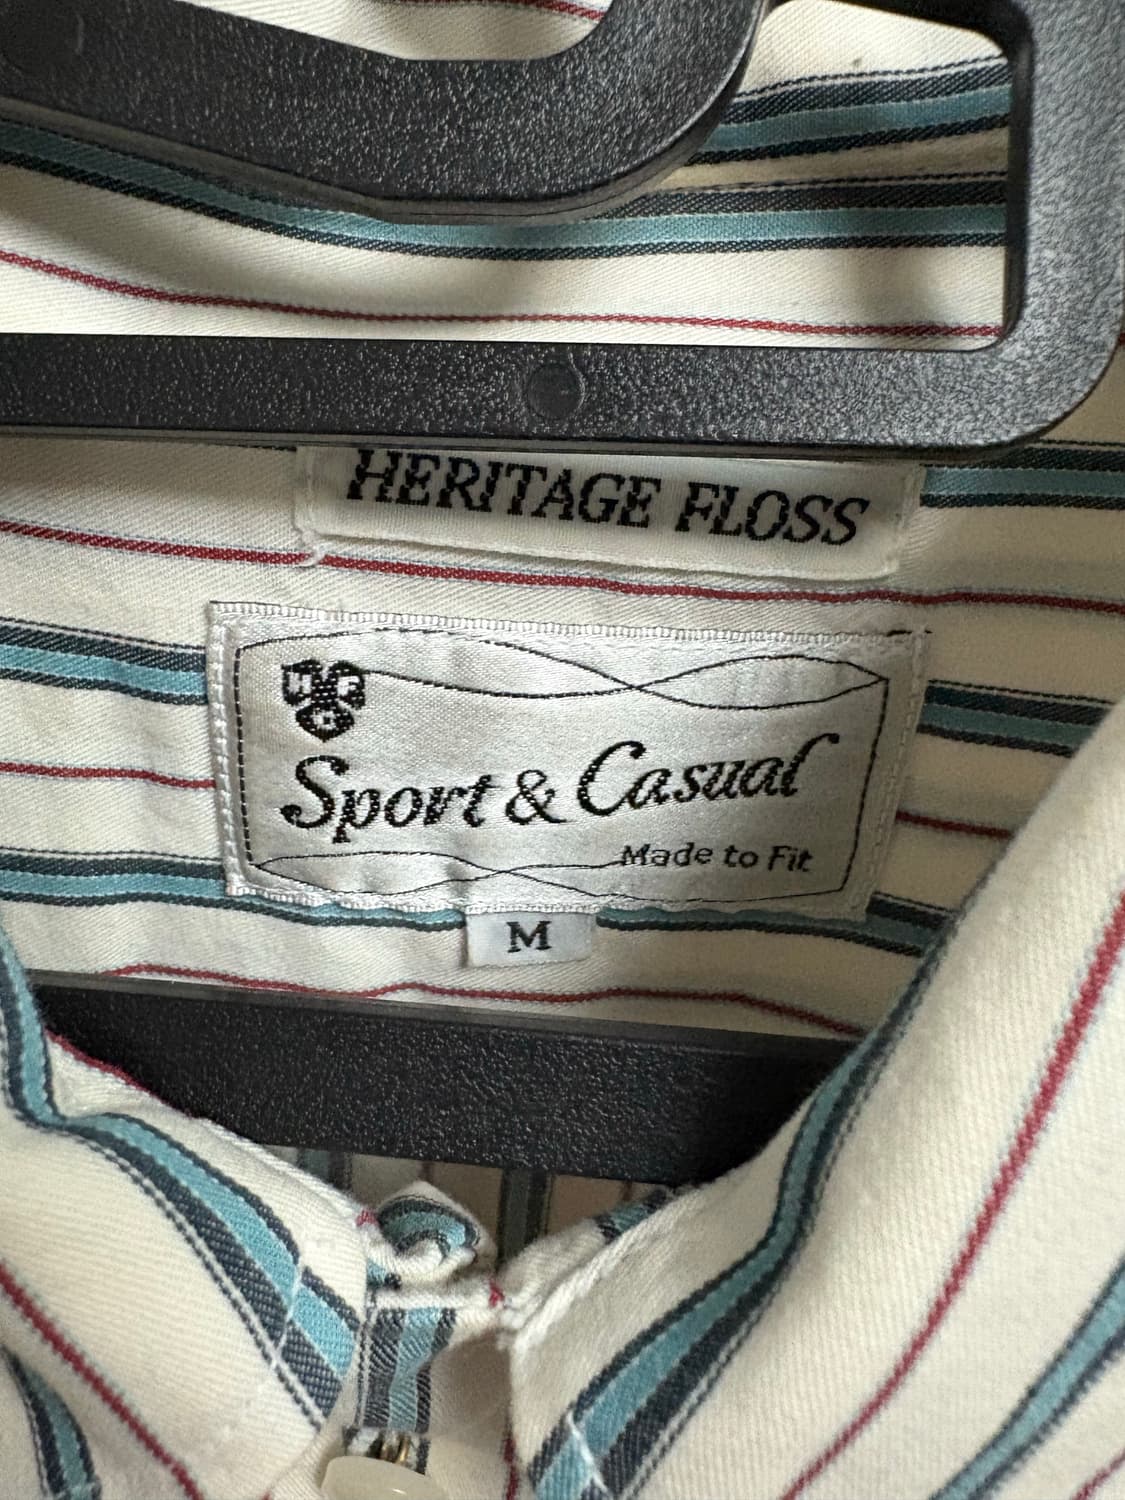 HERITAGE FLOSS
H F
G
Sport & Casual
Made to Fit
M